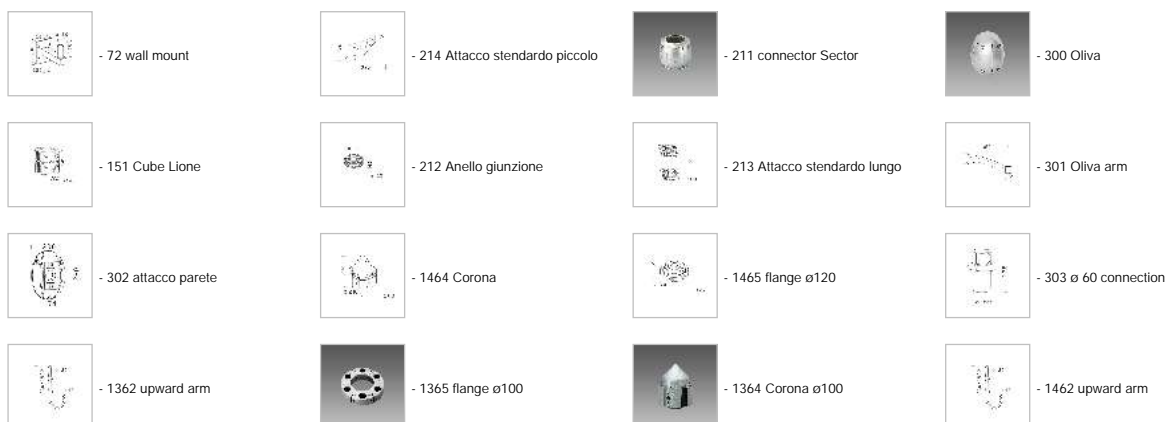 - 72 wall mount
- 214 Attacco stendardo piccolo
- 211 connector Sector
- 300 Oliva
- 151 Cube Lione
- 212 Anello giunzione
- 213 Attacco stendardo lungo
- 301 Oliva arm
- 302 attacco parete
- 1464 Corona
- 1465 flange ø120
- 303 ø 60 connection
- 1362 upward arm
- 1365 flange ø100
- 1364 Corona ø100
- 1462 upward arm